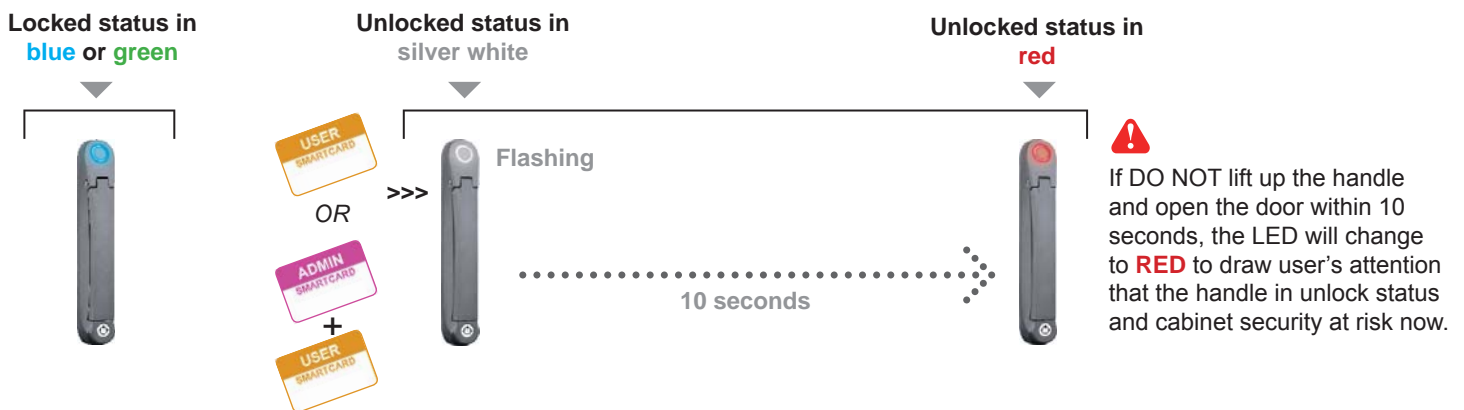 Locked status in
blue or green
Unlocked status in
silver white
Unlocked status in
red
USER
SMARTCARD
OR
ADMIN
SMARTCARD
+
USER
SMARTCARD
>>>
Flashing
10 seconds
!
If DO NOT lift up the handle
and open the door within 10
seconds, the LED will change
to RED to draw user’s attention
that the handle in unlock status
and cabinet security at risk now.